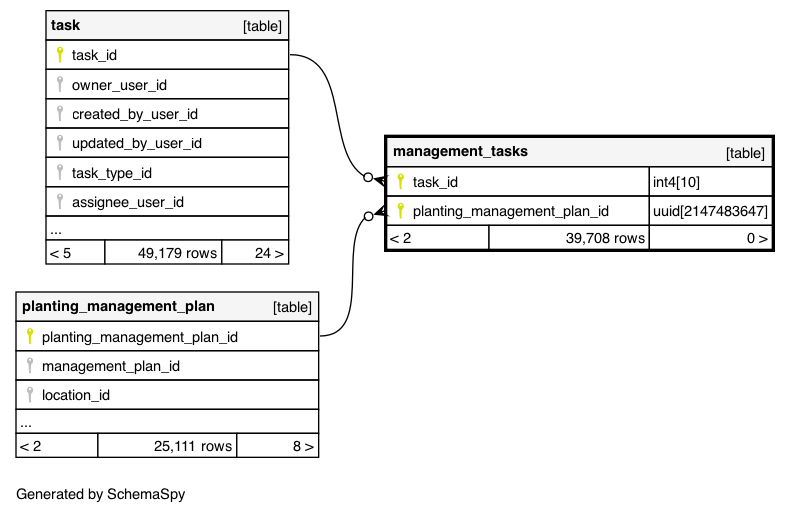 task [table]
task_id
owner_user_id
created_by_user_id
updated_by_user_id
task_type_id
assignee_user_id
...
< 5 49,179 rows 24 >
management_tasks [table]
task_id int4[10]
planting_management_plan_id uuid[2147483647]
< 2 39,708 rows 0 >
planting_management_plan [table]
planting_management_plan_id
management_plan_id
location_id
...
< 2 25,111 rows 8 >
Generated by SchemaSpy